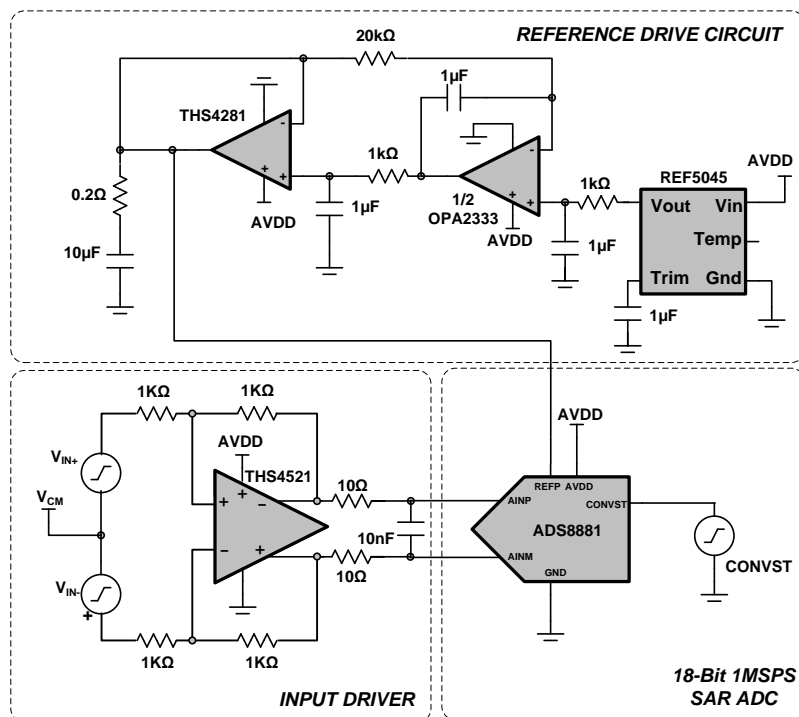 REFERENCE DRIVE CIRCUIT
20kΩ
1µF
THS4281
-
+
+
AVDD
1kΩ
1µF
-
+
+
1/2
OPA2333
AVDD
1kΩ
1µF
REF5045
AVDD
Vout
Vin
Temp
Trim
Gnd
1µF
0.2Ω
10µF
1KΩ
1KΩ
AVDD
THS4521
VIN+
VCM
VIN-
+
+
+
−
−
+
10Ω
10nF
10Ω
1KΩ
1KΩ
INPUT DRIVER
AVDD
REFP
AVDD
CONVST
AINP
ADS8881
AINM
GND
CONVST
18-Bit 1MSPS
SAR ADC